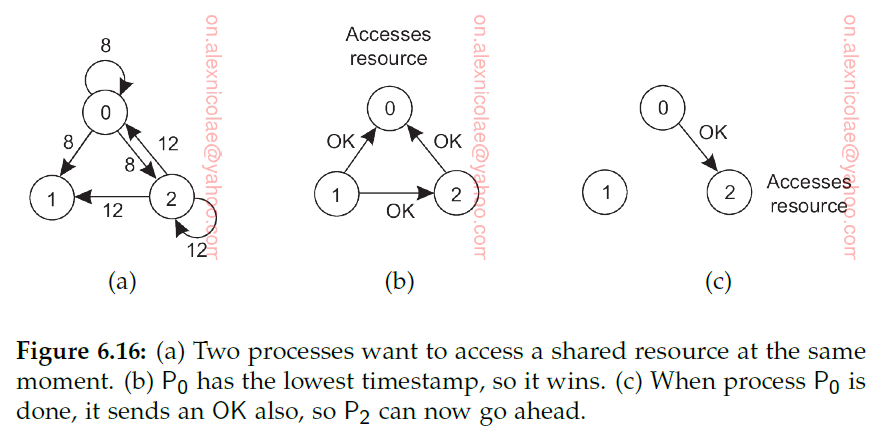 8
0
8
8
12
1
2
12
12
(a)
on.alexnicolae@yahoo.com
Accesses
resource
0
OK
OK
1
2
OK
(b)
on.alexnicolae@yahoo.com
0
OK
1
2
Accesses
resource
(c)
on.alexnicolae@yahoo.com
Figure 6.16: (a) Two processes want to access a shared resource at the same
moment. (b) P0 has the lowest timestamp, so it wins. (c) When process P0 is
done, it sends an OK also, so P2 can now go ahead.